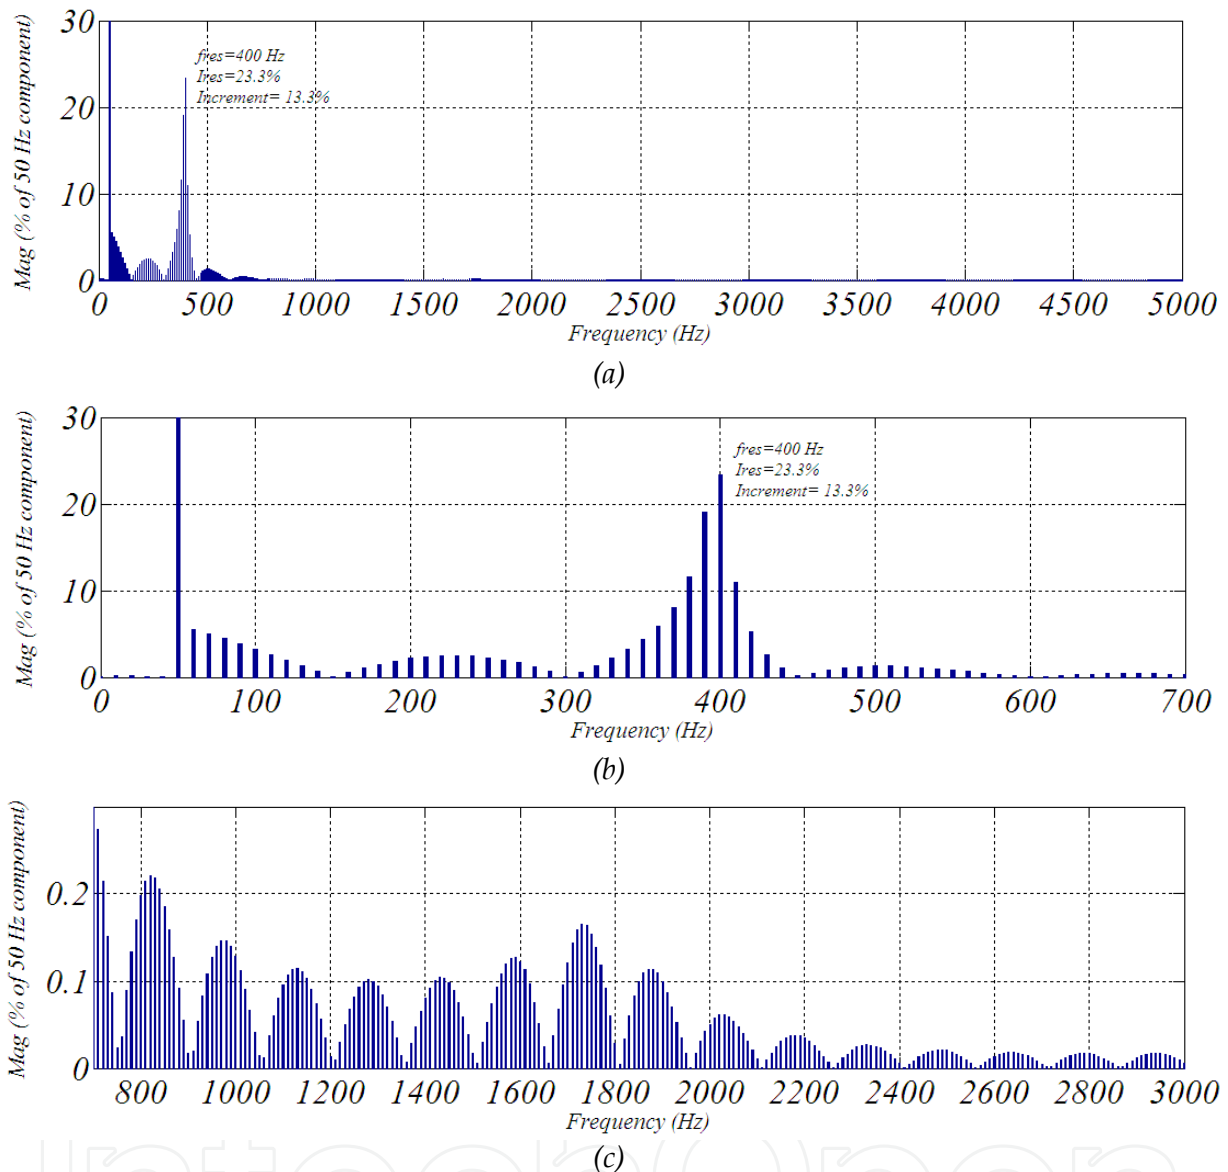 Mag (% of 50 Hz component)
30
20
10
0
fres=400 Hz
Ires=23.3%
Increment= 13.3%
0 500 1000 1500 2000 2500 3000 3500 4000 4500 5000
Frequency (Hz)
(a)
Mag (% of 50 Hz component)
30
20
10
0
fres=400 Hz
Ires=23.3%
Increment= 13.3%
0 100 200 300 400 500 600 700
Frequency (Hz)
(b)
Mag (% of 50 Hz component)
0.2
0.1
0
800 1000 1200 1400 1600 1800 2000 2200 2400 2600 2800 3000
Frequency (Hz)
(c)